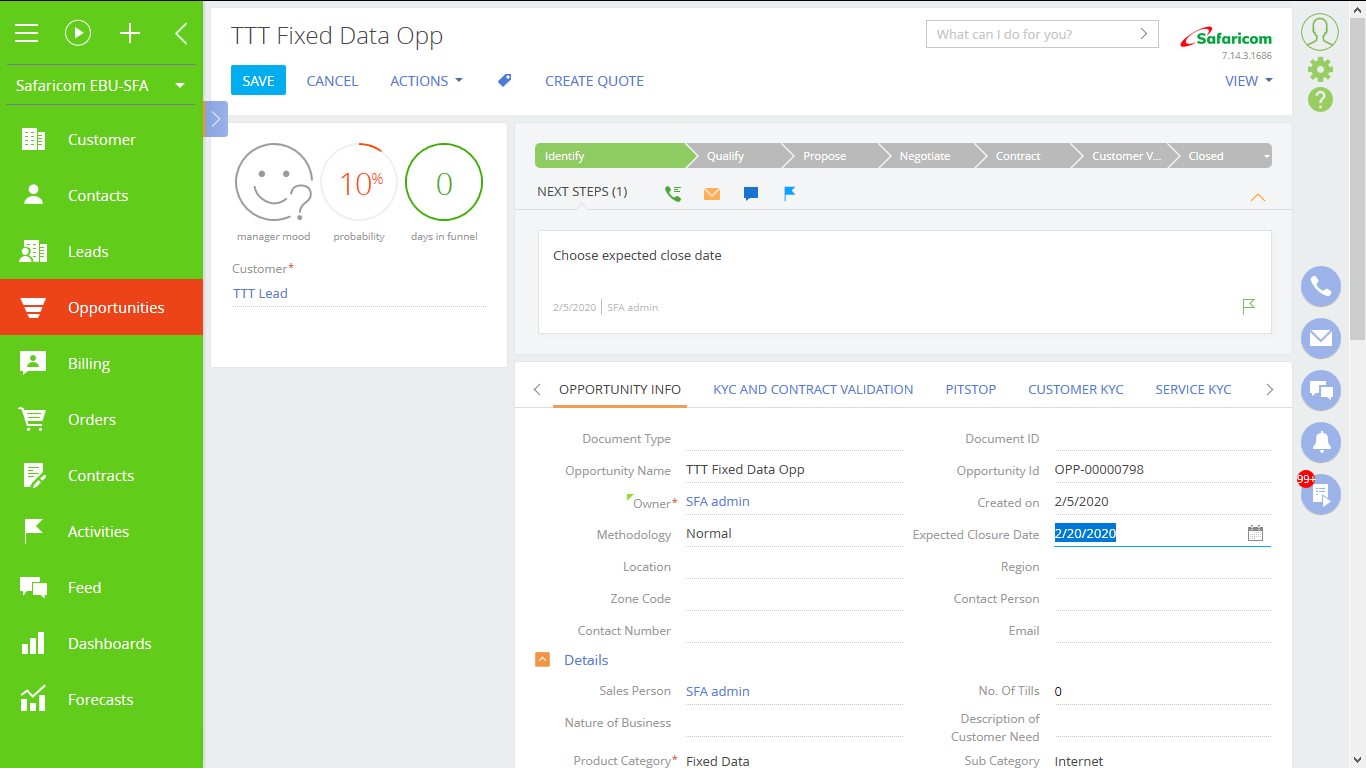 TTT Fixed Data Opp
What can I do for you?
Safaricom
7.14.3.1686
SAVE
CANCEL
ACTIONS
CREATE QUOTE
VIEW
Safaricom EBU-SFA
Customer
Contacts
Leads
Opportunities
Billing
Orders
Contracts
Activities
Feed
Dashboards
Forecasts
10%
0
manager mood
probability
days in funnel
Customer*
TTT Lead
Identify
Qualify
Propose
Negotiate
Contract
Customer V...
Closed
NEXT STEPS (1)
Choose expected close date
2/5/2020 SFA admin
OPPORTUNITY INFO
KYC AND CONTRACT VALIDATION
PITSTOP
CUSTOMER KYC
SERVICE KYC
Document Type
Document ID
Opportunity Name TTT Fixed Data Opp
Opportunity Id OPP-00000798
Owner* SFA admin
Created on 2/5/2020
Methodology Normal
Expected Closure Date 2/20/2020
Location
Region
Zone Code
Contact Person
Contact Number
Email
Details
Sales Person SFA admin
No. Of Tills 0
Nature of Business
Description of
Customer Need
Product Category* Fixed Data
Sub Category Internet
?
99+